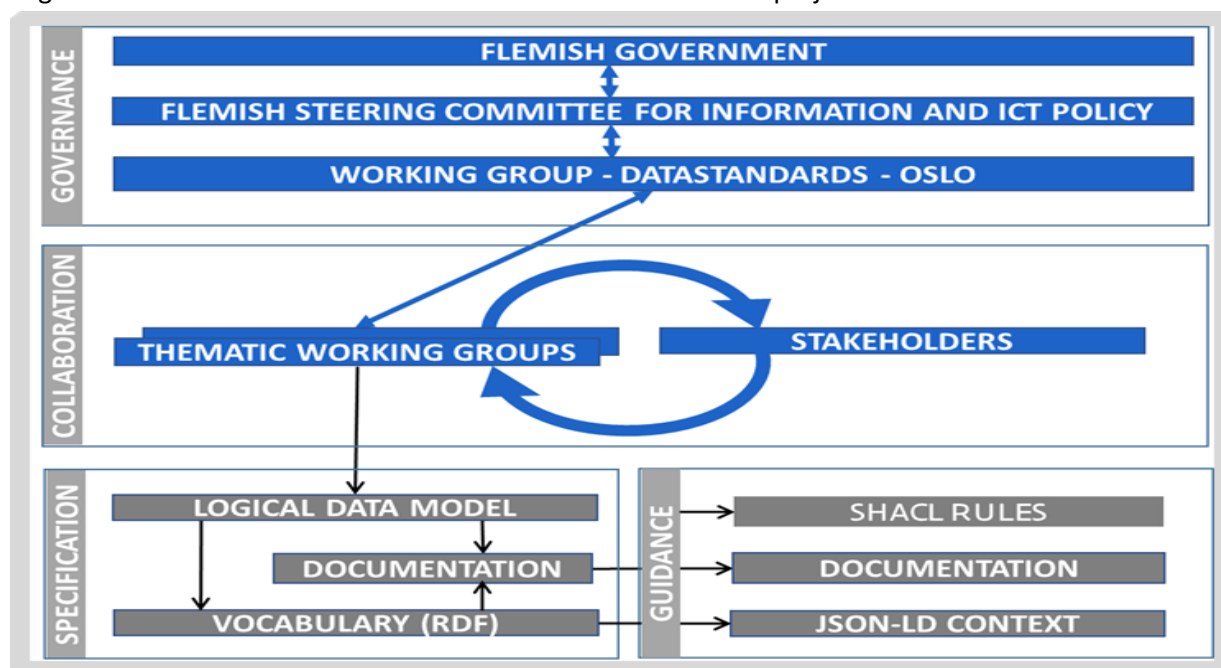 GOVERNANCE
FLEMISH GOVERNMENT
FLEMISH STEERING COMMITTEE FOR INFORMATION AND ICT POLICY
WORKING GROUP - DATASTANDARDS - OSLO
COLLABORATION
THEMATIC WORKING GROUPS
STAKEHOLDERS
SPECIFICATION
LOGICAL DATA MODEL
DOCUMENTATION
VOCABULARY (RDF)
GUIDANCE
SHACL RULES
DOCUMENTATION
JSON-LD CONTEXT